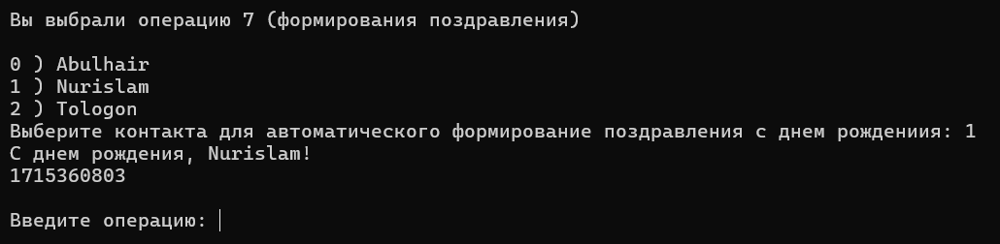 Вы выбрали операцию 7 (формирования поздравления)
0 ) Abulhair
1 ) Nurislam
2 ) Tologon
Выберите контакта для автоматического формирование поздравления с днем рождениия: 1
С днем рождения, Nurislam!
1715360803
Введите операцию: